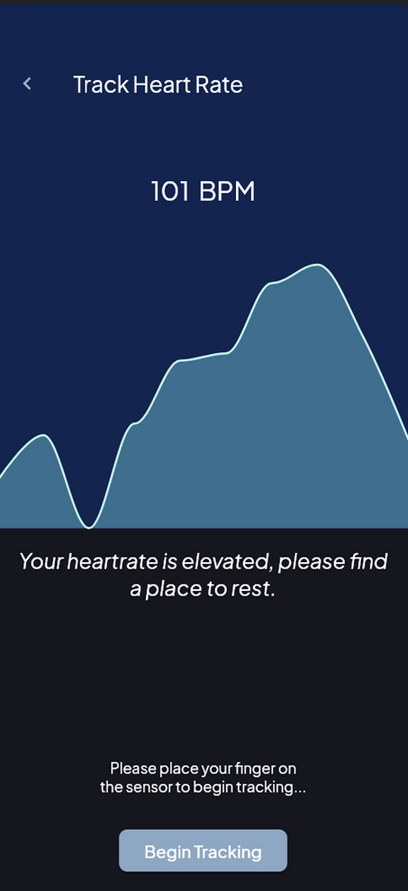 Track Heart Rate
101 BPM
Your heartrate is elevated, please find
a place to rest.
Please place your finger on
the sensor to begin tracking...
Begin Tracking